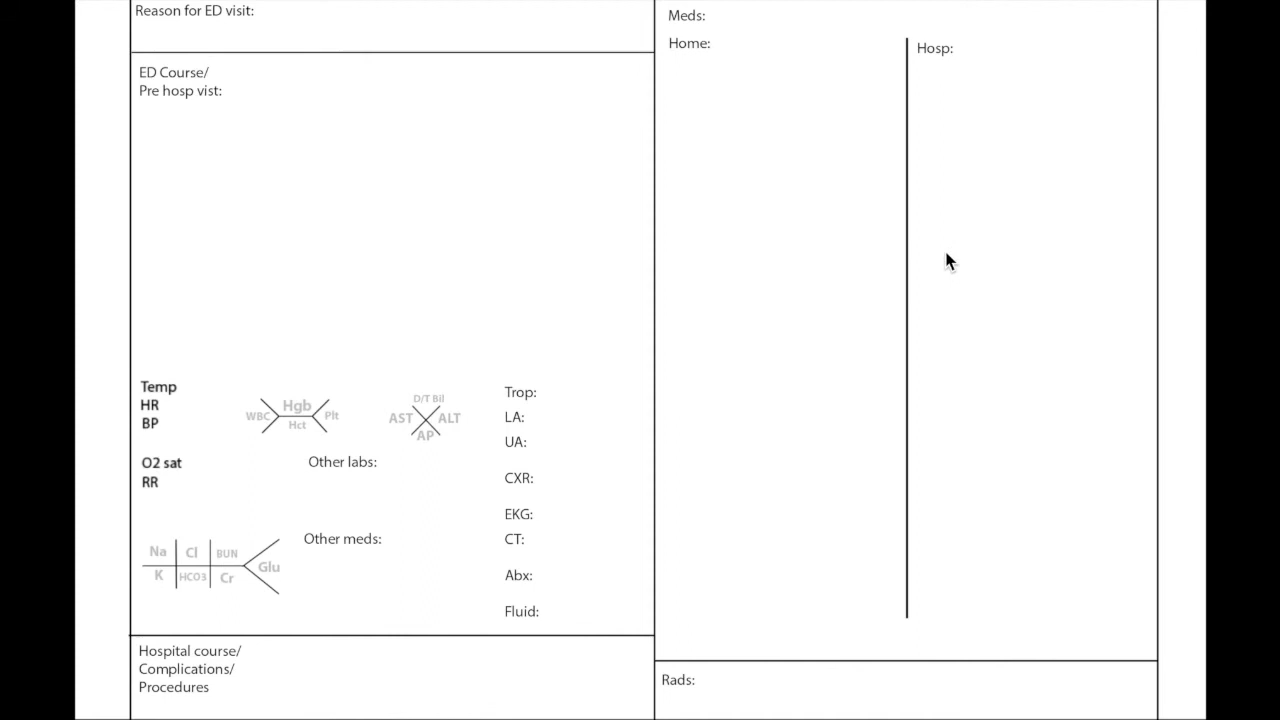 Reason for ED visit:
ED Course/
Pre hosp vist:
Temp
HR
BP
O2 sat
RR
WBC
Hgb
Hct
Plt
D/T Bil
AST
ALT
AP
Other labs:
Other meds:
Na
Cl
BUN
K
HCO3
Cr
Glu
Trop:
LA:
UA:
CXR:
EKG:
CT:
Abx:
Fluid:
Hospital course/
Complications/
Procedures
Meds:
Home:
Hosp:
Rads: